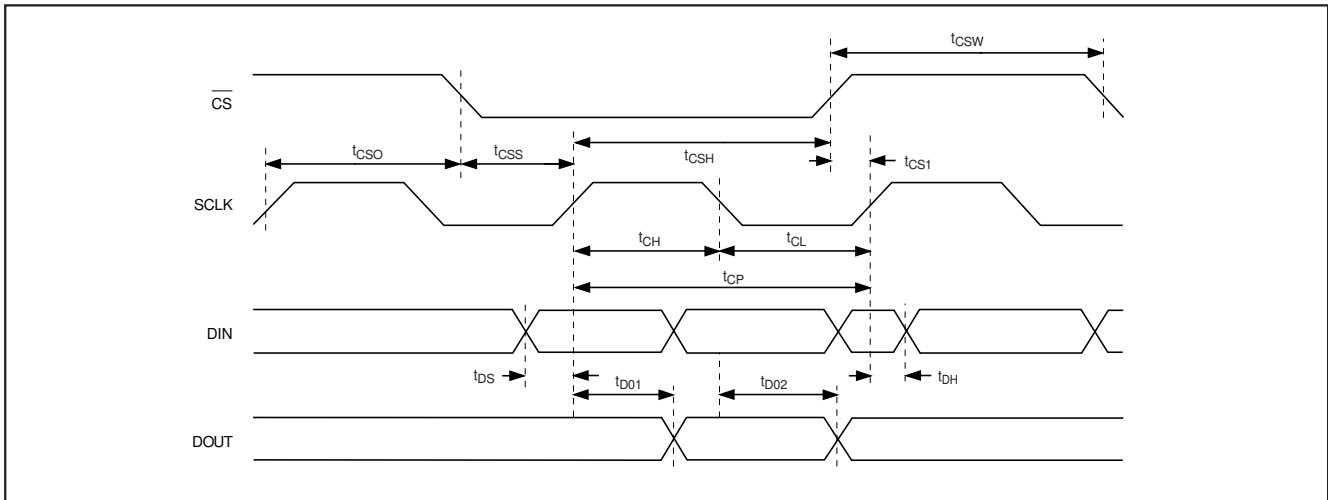 tCSW
CS
tCSO
tCSS
tCSH
tCS1
SCLK
tCH
tCL
tCP
DIN
tDS
tD01
tD02
tDH
DOUT